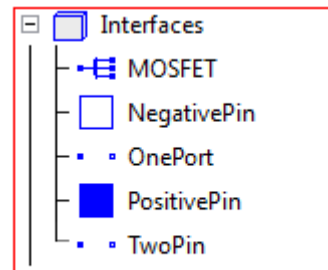 Interfaces
MOSFET
NegativePin
OnePort
PositivePin
TwoPin